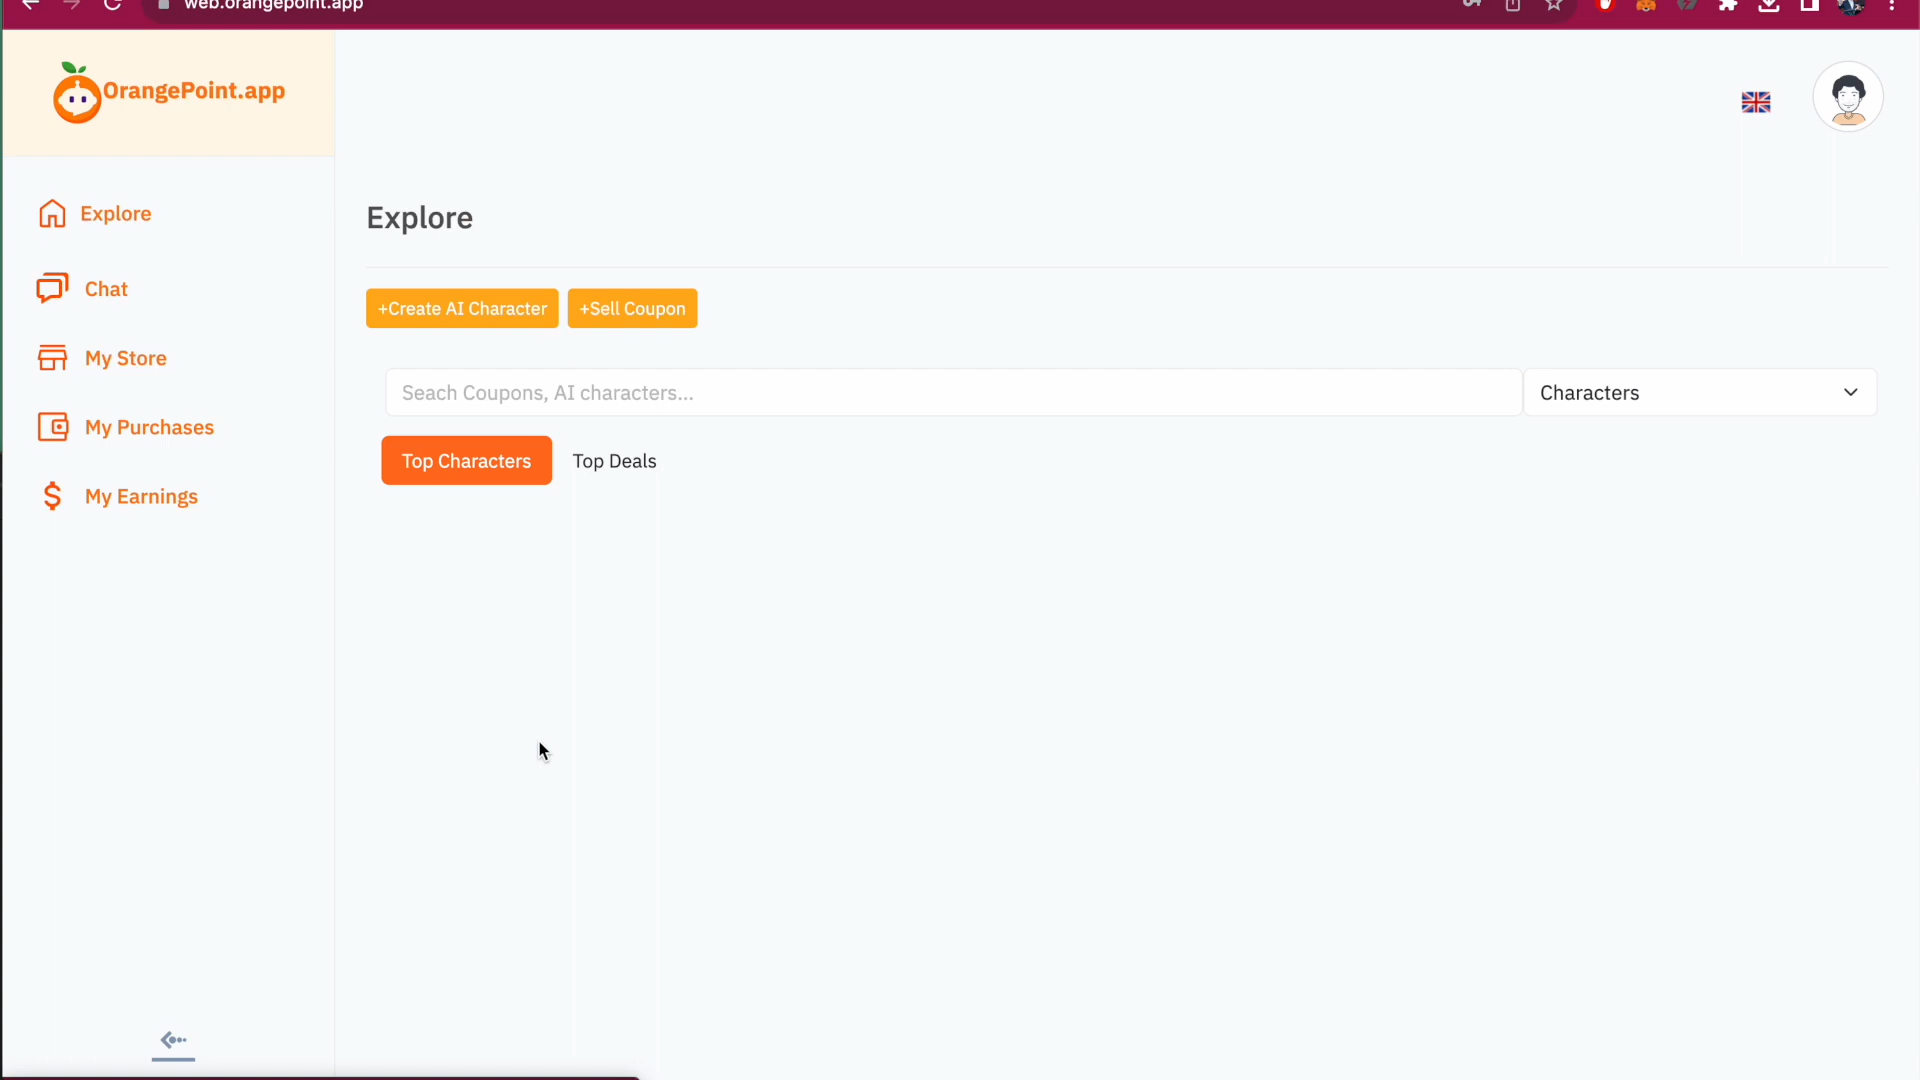 web.orangepoint.app
OrangePoint.app
Explore
Chat
My Store
My Purchases
My Earnings
Explore
+Create AI Character +Sell Coupon
Seach Coupons, AI characters... Characters
Top Characters Top Deals